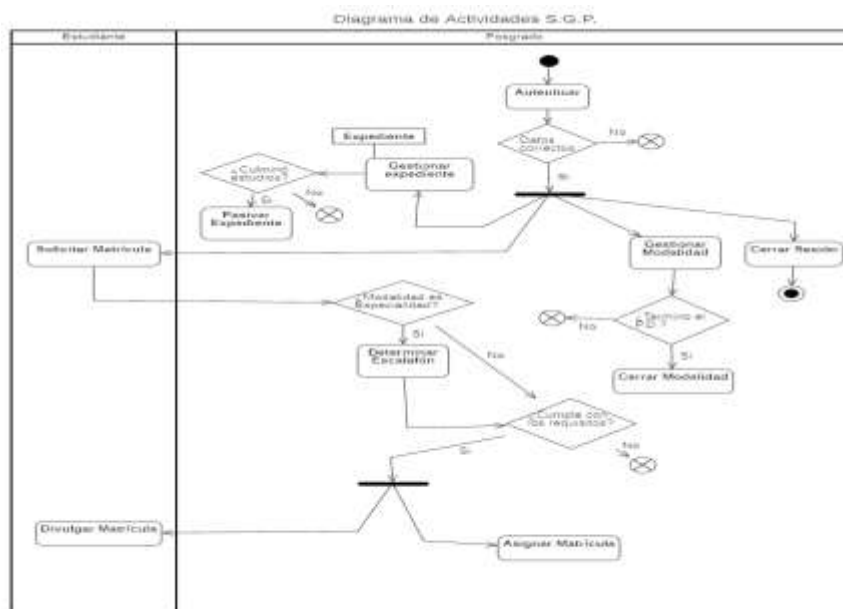 Diagrama de Actividades S.G.P.
Estudiante
Posgrado
Autenticar
¿Datos
correctos
No
Si
Expediente
Gestionar
expediente
¿Culminó
estudios?
No
Si
Pasivar
Expediente
Solicitar Matrícula
Gestionar
Modalidad
Cerrar Sesión
¿Modalidad es
Especialidad?
Si
No
¿Terminó el
No
Si
Determinar
Escalafón
Cerrar Modalidad
¿Cumple con
los requisitos?
No
Si
Divulgar Matrícula
Asignar Matrícula